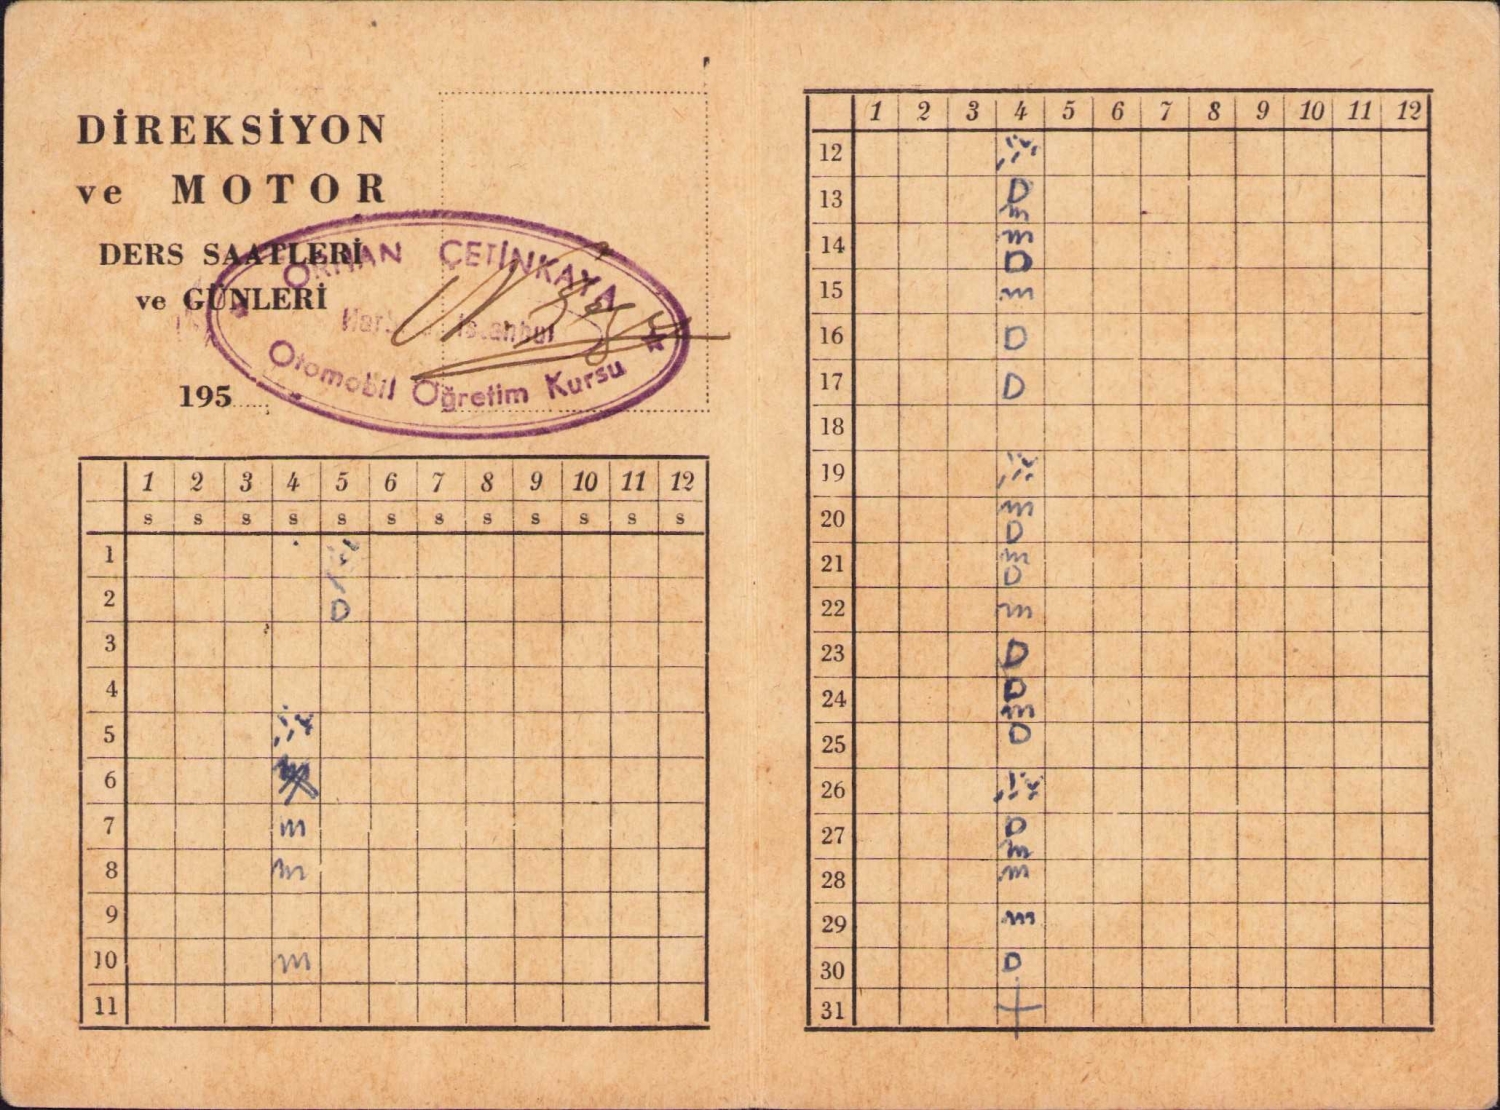 DİREKSİYON
ve MOTOR
DERS SAATLERİ
ve GÜNLERİ
195
ORHAN ÇETİNKAYA
İstanbul
Otomobil Öğretim Kursu
1 2 3 4 5 6 7 8 9 10 11 12
s s s s s s s s s s s s
1
2 D
3
4
5
6 m
7 m
8 m
9
10 m
11
1 2 3 4 5 6 7 8 9 10 11 12
12
13 D m
14 m D
15 m
16 D
17 D
18
19
20 m D
21 m D
22 m
23 D
24 D m
25 D
26
27 D m
28 m
29 m
30 D
31